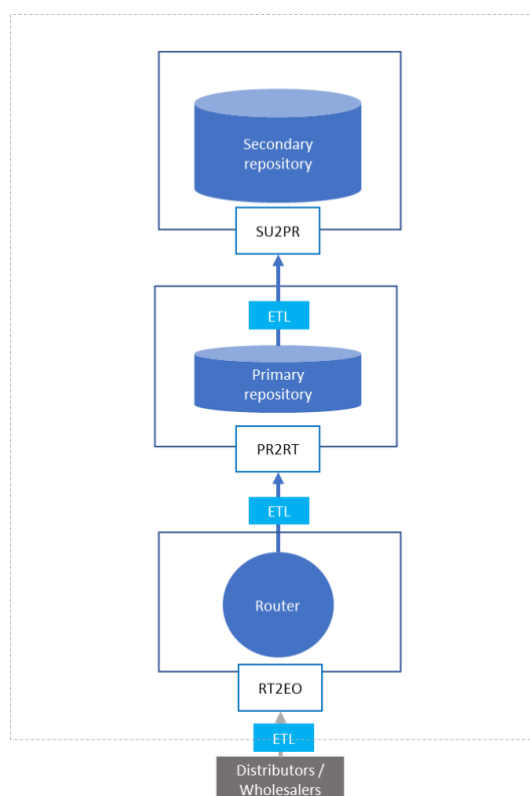 Secondary
repository
SU2PR
ETL
Primary
repository
PR2RT
ETL
Router
RT2EO
ETL
Distributors /
Wholesalers